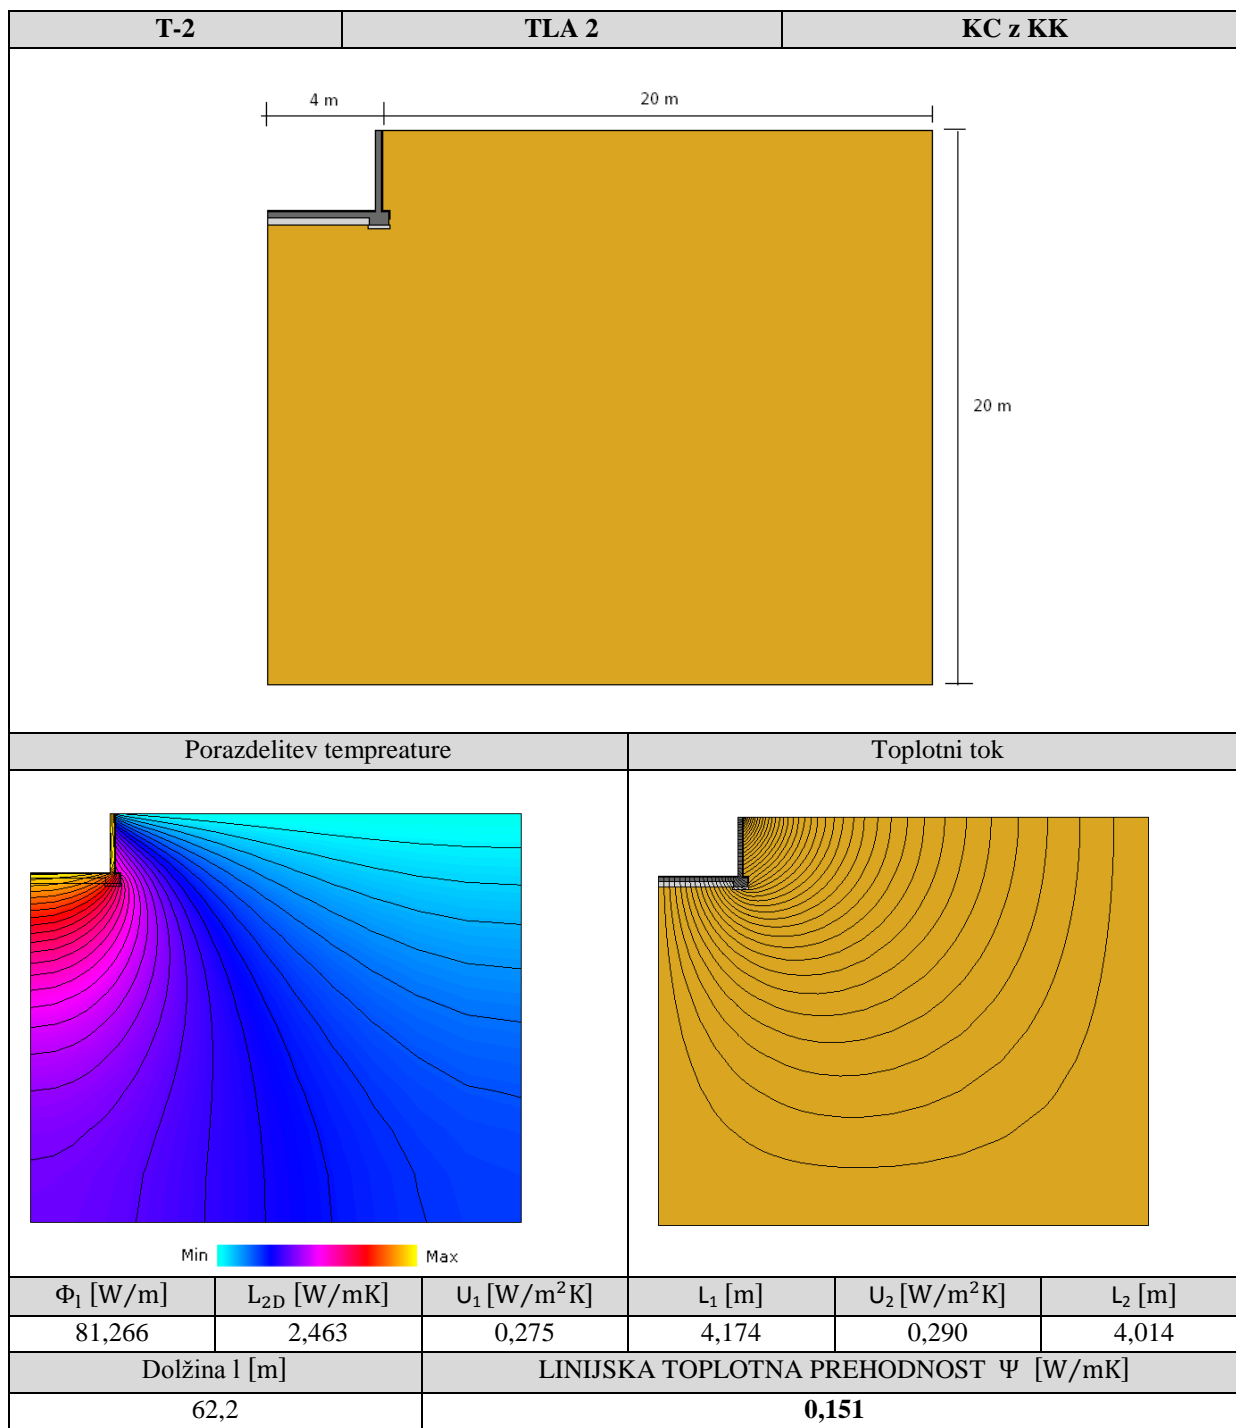 T-2 TLA 2 KC z KK
4 m 20 m
20 m
Porazdelitev tempreature Toplotni tok
Min Max
Φ₁ [W/m] L₂D [W/mK] U₁ [W/m²K] L₁ [m] U₂ [W/m²K] L₂ [m]
81,266 2,463 0,275 4,174 0,290 4,014
Dolžina l [m] LINIJSKA TOPLOTNA PREHODNOST Ψ [W/mK]
62,2 0,151